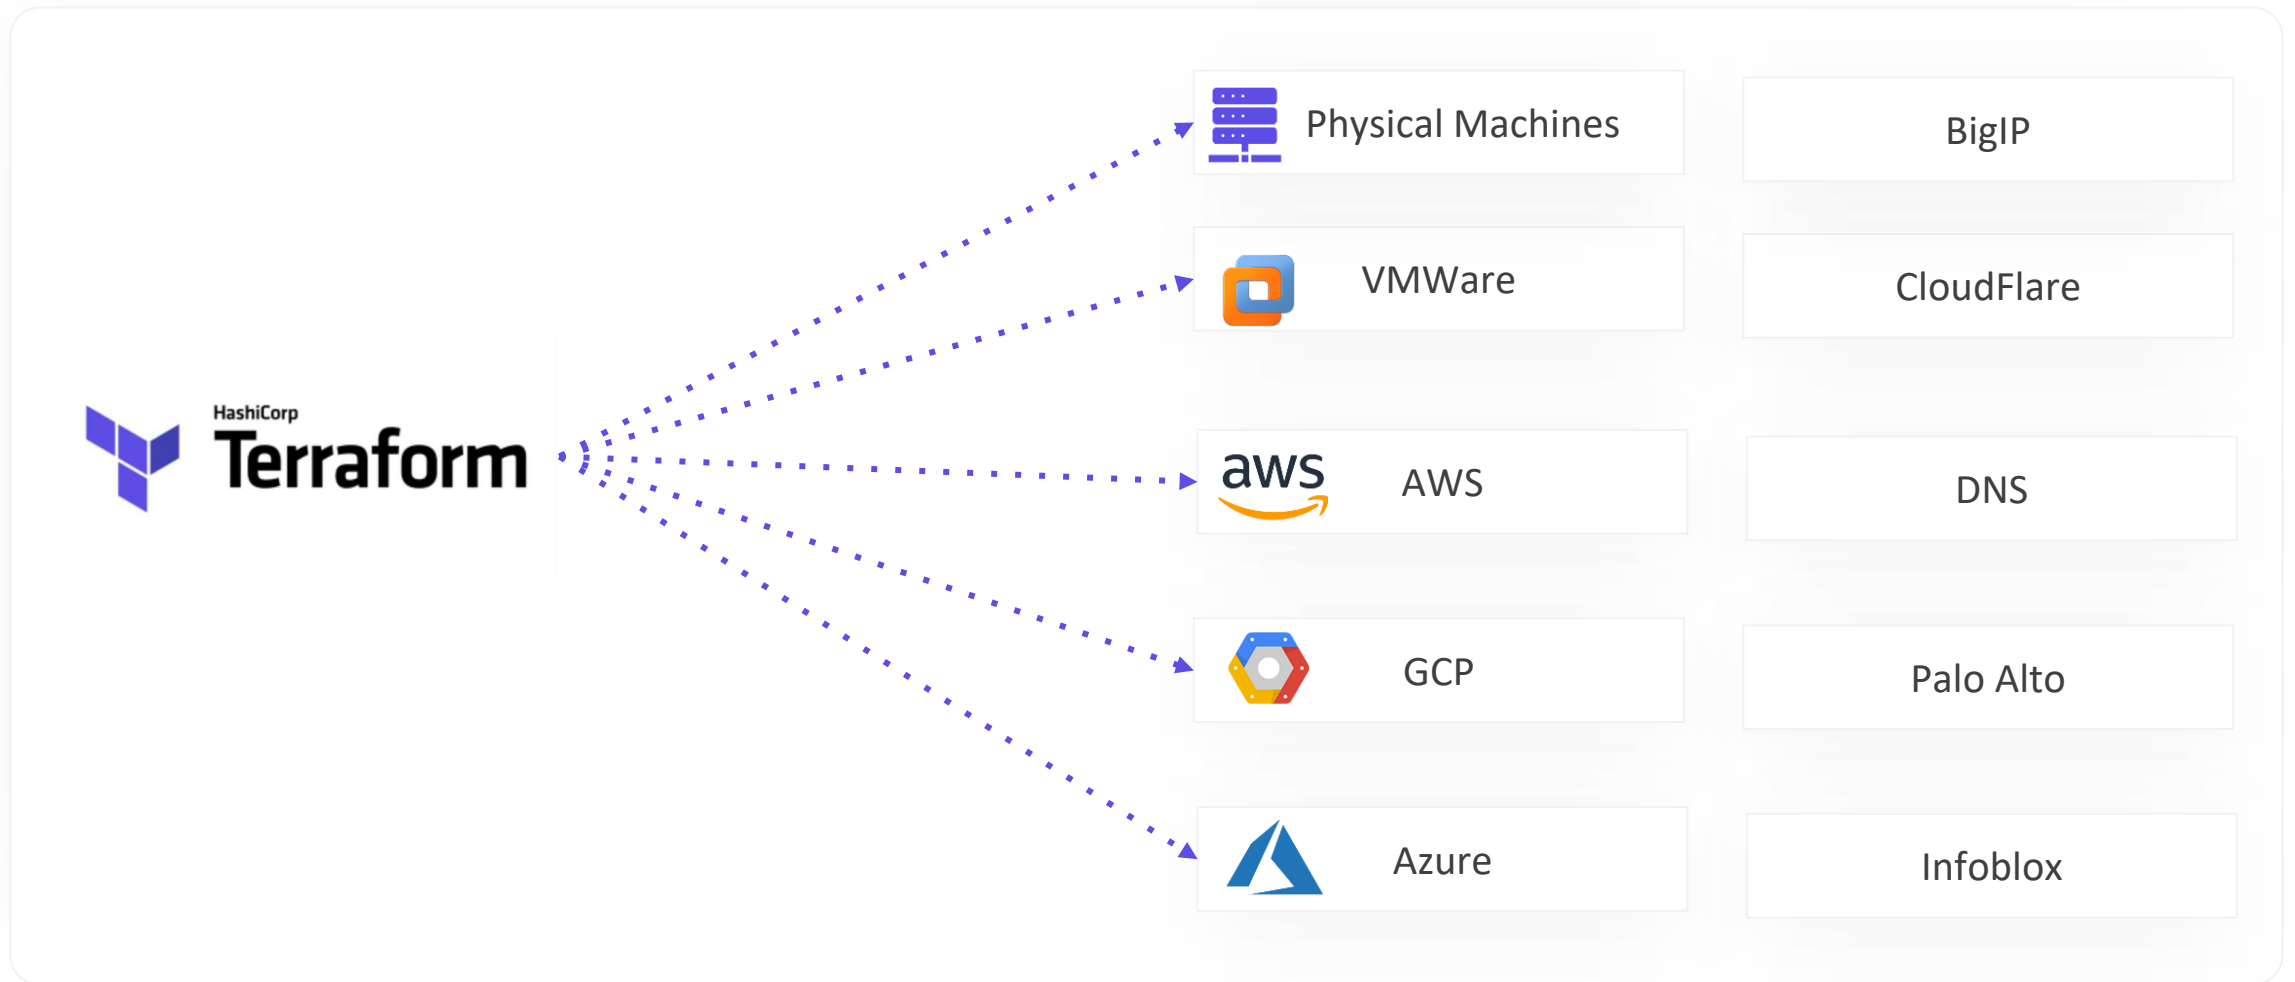 Physical Machines
BigIP
VMWare
CloudFlare
HashiCorp
Terraform
aws
AWS
DNS
GCP
Palo Alto
Azure
Infoblox